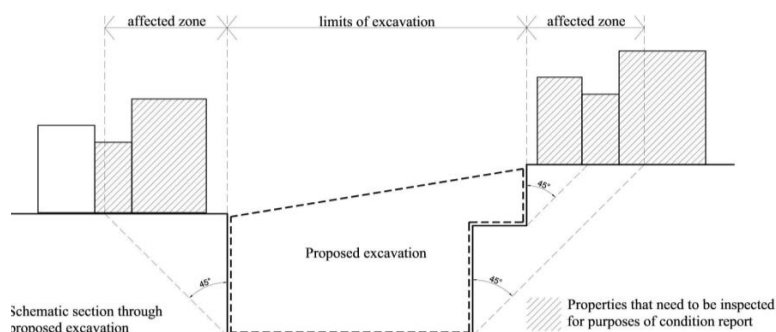 affected zone
limits of excavation
affected zone
45°
Proposed excavation
45°
45°
Schematic section through
proposed excavation
Properties that need to be inspected
for purposes of condition report